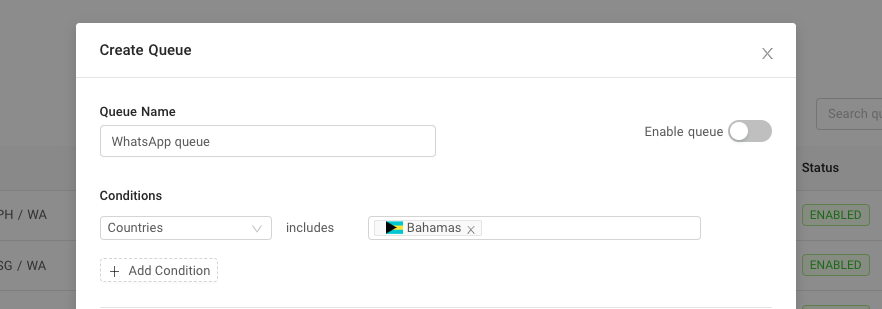 Create Queue
Queue Name
WhatsApp queue
Enable queue
Search qu
Status
Conditions
PH / WA
ENABLED
Countries
includes
Bahamas
SG / WA
ENABLED
Add Condition